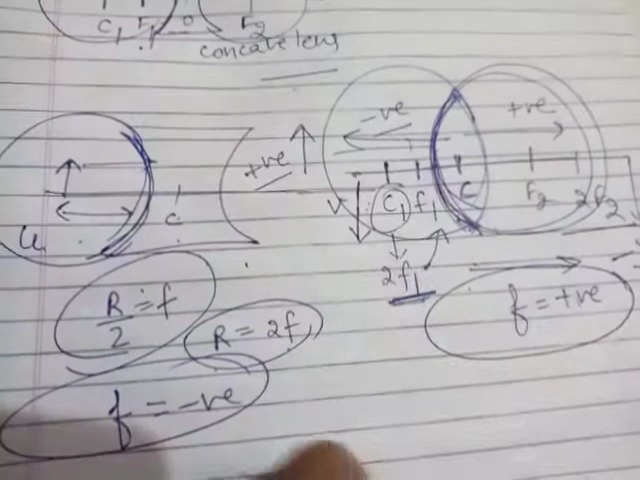 C₁ F₁ O F₂
concave lens
-ve +ve
+ve
C₁ f₁ C F₂ 2f₂
u c
2f₁
R/2 = f
f = +ve
R = 2f₁
f = -ve